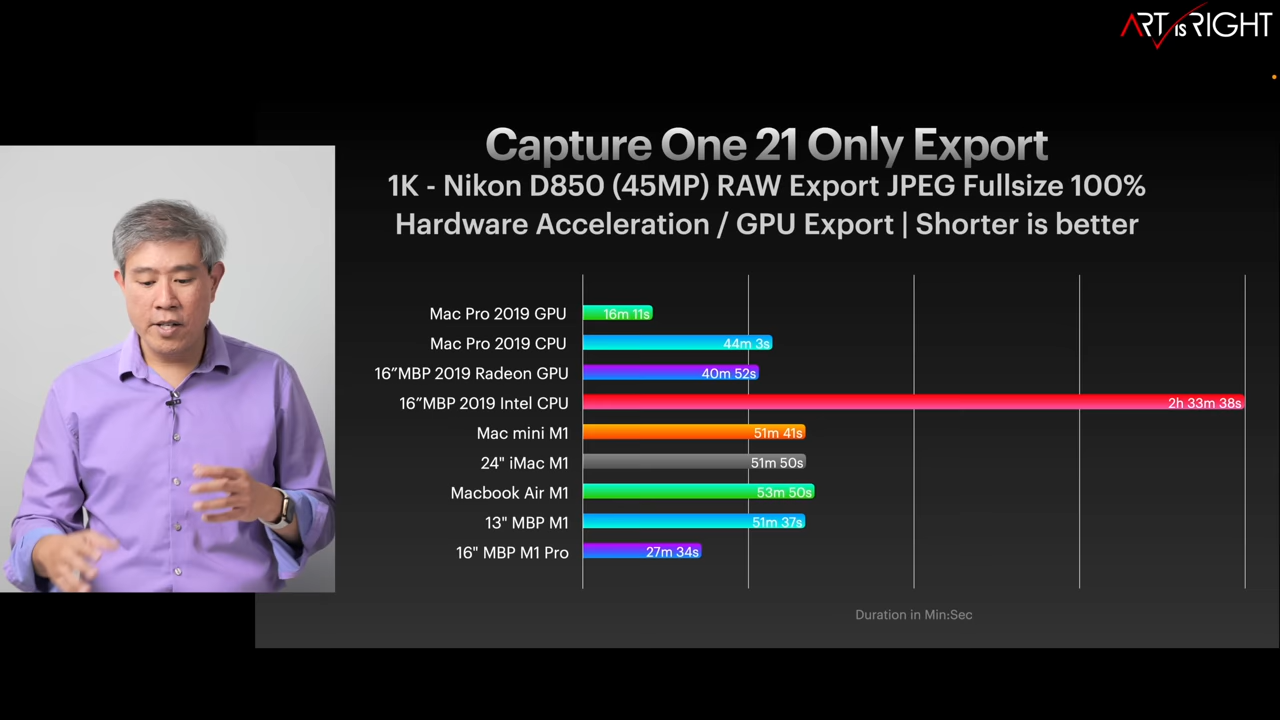 ART iS RIGHT
Capture One 21 Only Export
1K - Nikon D850 (45MP) RAW Export JPEG Fullsize 100%
Hardware Acceleration / GPU Export | Shorter is better
Mac Pro 2019 GPU 16m 11s
Mac Pro 2019 CPU 44m 3s
16″MBP 2019 Radeon GPU 40m 52s
16″MBP 2019 Intel CPU 2h 33m 38s
Mac mini M1 51m 41s
24" iMac M1 51m 50s
Macbook Air M1 53m 50s
13" MBP M1 51m 37s
16" MBP M1 Pro 27m 34s
Duration in Min:Sec